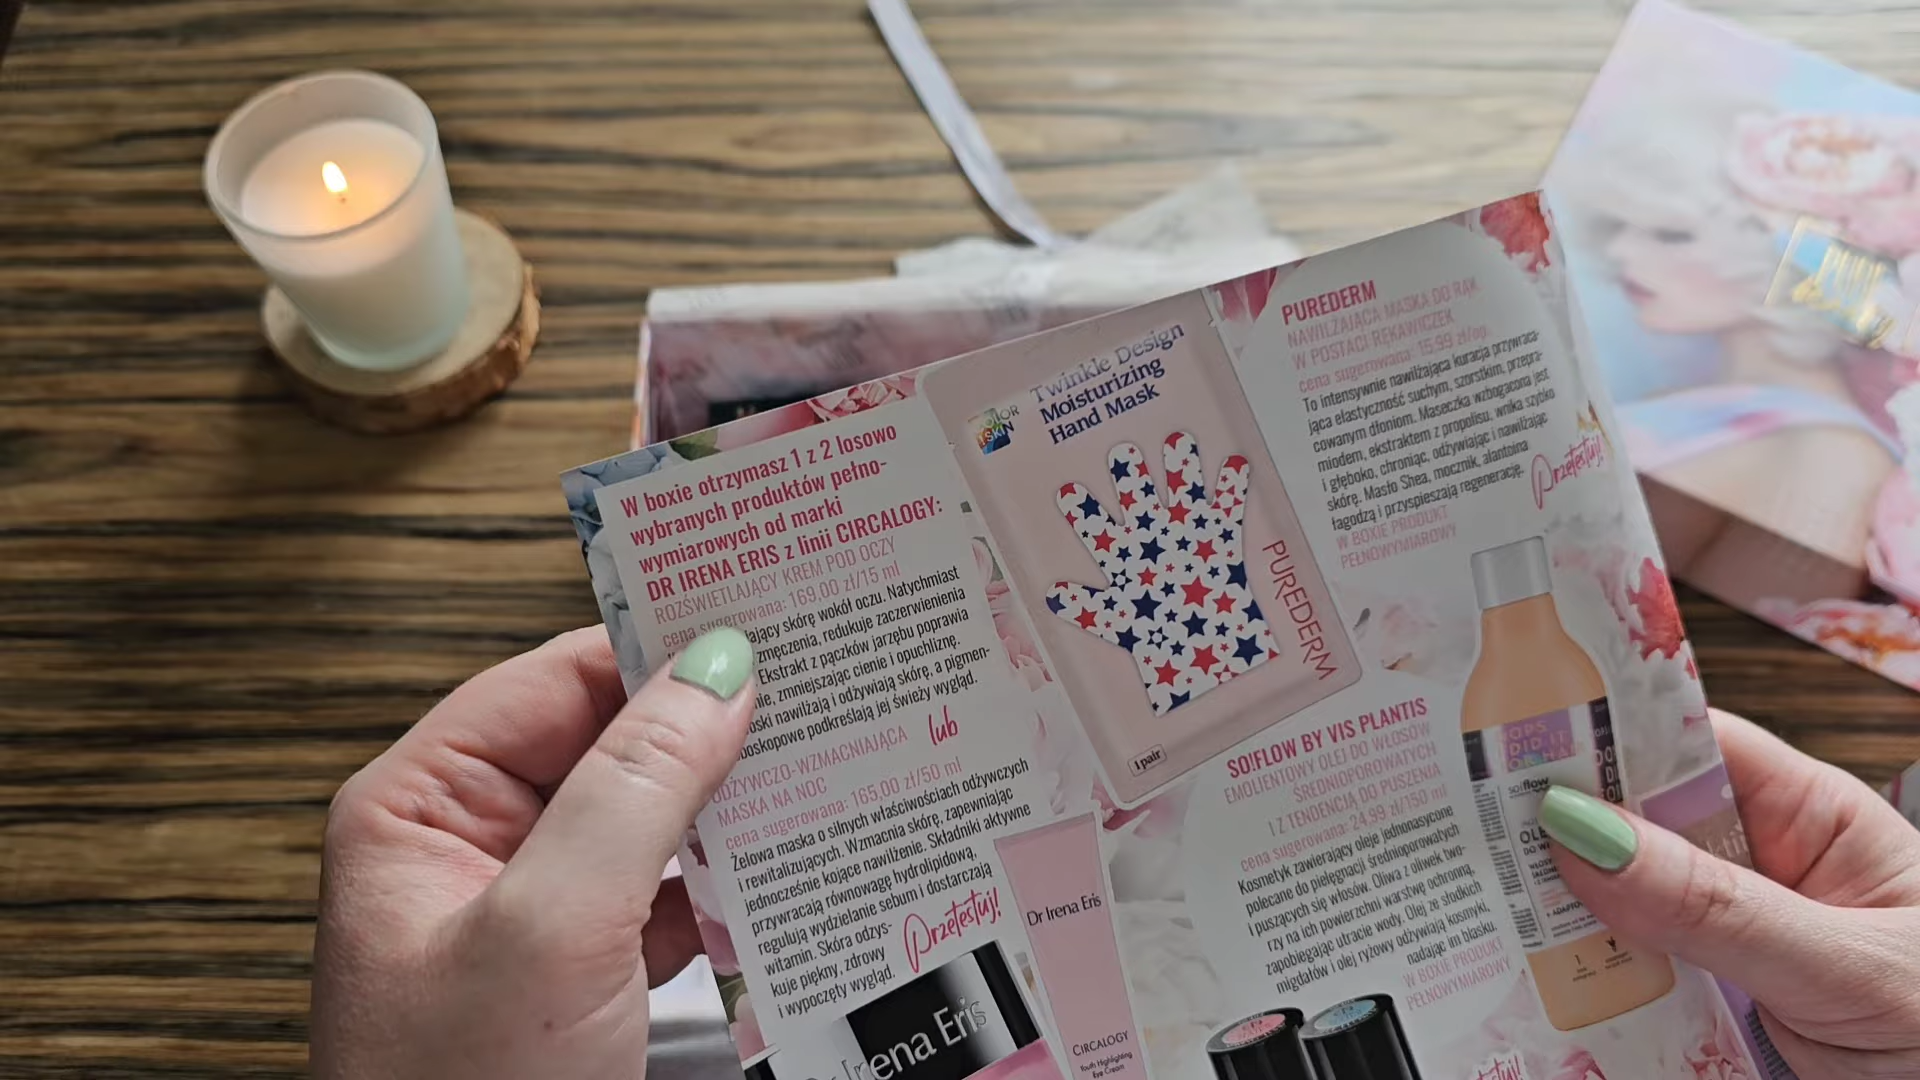 W boxie otrzymasz 1 z 2 losowo
wybranych produktów pełno-
wymiarowych od marki
DR IRENA ERIS z linii CIRCALOGY:
ROZŚWIETLAJĄCY KREM POD OCZY
cena sugerowana: 169,00 zł/15 ml
skórę wokół oczu. Natychmiast
zmęczenia, redukuje zaczerwienienia
Ekstrakt z pączków jarzębu poprawia
zmniejszając cienie i opuchliznę.
nawilżają i odżywiają skórę, a pigmen-
podkreślają jej świeży wygląd.
lub
ODŻYWCZO-WZMACNIAJĄCA
MASKA NA NOC
cena sugerowana: 165,00 zł/50 ml
Żelowa maska o silnych właściwościach odżywczych
i rewitalizujących. Wzmacnia skórę, zapewniając
jednocześnie kojące nawilżenie. Składniki aktywne
przywracają równowagę hydrolipidową,
regulują wydzielanie sebum i dostarczają
witamin. Skóra odzys-
kuje piękny, zdrowy
i wypoczęty wygląd.
Przetestuj!
Irena Eris
Dr Irena Eris
CIRCALOGY
Youth Highlighting
Eye Cream
Twinkle Design
Moisturizing
Hand Mask
PUREDERM
1 pair
PUREDERM
NAWILŻAJĄCA MASKA DO RĄK
W POSTACI RĘKAWICZEK
cena sugerowana: 15,99 zł/op.
To intensywnie nawilżająca kuracja przywraca-
jąca elastyczność suchym, szorstkim, przepra-
cowanym dłoniom. Maseczka wzbogacona jest
miodem, ekstraktem z propolisu, wnika szybko
i głęboko, chroniąc, odżywiając i nawilżając
skórę. Masło Shea, mocznik, alantoina
łagodzą i przyspieszają regenerację.
Przetestuj!
W BOXIE PRODUKT
PEŁNOWYMIAROWY
SO!FLOW BY VIS PLANTIS
EMOLIENTOWY OLEJ DO WŁOSÓW
ŚREDNIOPOROWATYCH
I Z TENDENCJĄ DO PUSZENIA
cena sugerowana: 24,99 zł/150 ml
Kosmetyk zawierający oleje jednonasycone
polecane do pielęgnacji średnioporowatych
i puszących się włosów. Oliwa z oliwek two-
rzy na ich powierzchni warstwę ochronną,
zapobiegając utracie wody. Olej ze słodkich
migdałów i olej ryżowy odżywiają kosmyki,
nadając im blasku.
W BOXIE PRODUKT
PEŁNOWYMIAROWY
so!flow
PURE